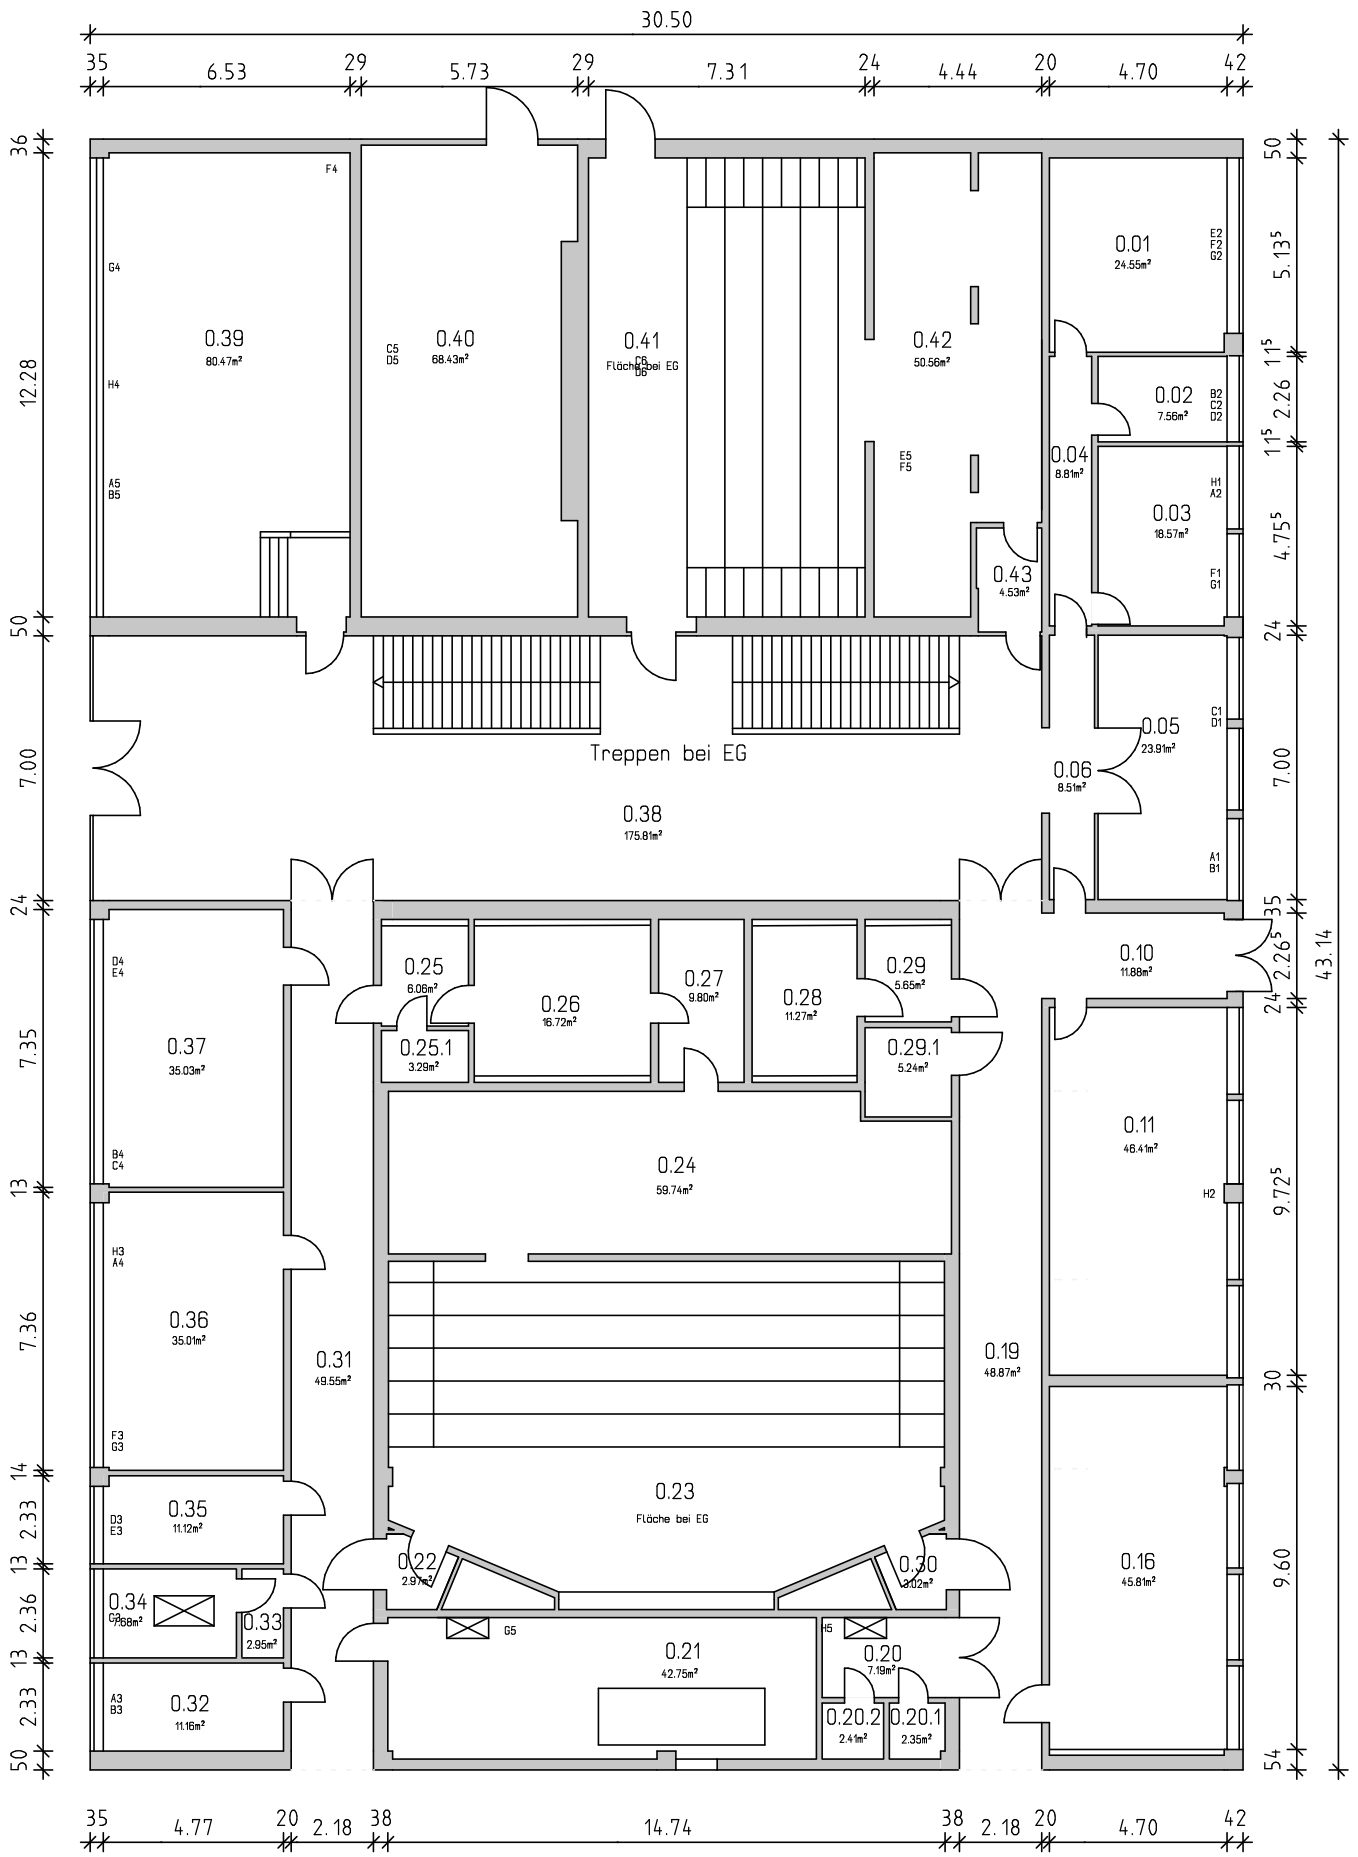 30.50
35 6.53 29 5.73 29 7.31 24 4.44 20 4.70 42
36
12.28
50
7.00
24
7.35
13
7.36
14
2.33
13
2.36
13
2.33
50
50
5.13⁵
11⁵
2.26
11⁵
4.75⁵
24
7.00
35
2.26⁵
24
9.72⁵
30
9.60
54
43.14
F4
G4
H4
A5
B5
0.39
80.47m²
C5
D5
0.40
68.43m²
0.41
Fläche bei EG
C6
D6
0.42
50.56m²
E5
F5
0.43
4.53m²
0.01
24.55m²
E2
F2
G2
0.02
7.56m²
B2
C2
D2
0.04
8.81m²
0.03
18.57m²
H1
A2
F1
G1
Treppen bei EG
0.38
175.81m²
0.06
8.51m²
0.05
23.91m²
C1
D1
A1
B1
0.10
11.88m²
D4
E4
0.37
35.03m²
B4
C4
0.25
6.06m²
0.25.1
3.29m²
0.26
16.72m²
0.27
9.80m²
0.28
11.27m²
0.29
5.65m²
0.29.1
5.24m²
0.24
59.74m²
0.11
46.41m²
H2
H3
A4
0.36
35.01m²
F3
G3
0.31
49.55m²
0.19
48.87m²
0.23
Fläche bei EG
D3
E3
0.35
11.12m²
0.22
2.97m²
0.30
3.02m²
0.16
45.81m²
0.34
7.68m²
0.33
2.95m²
G5
H5
0.21
42.75m²
0.20
7.19m²
A3
B3
0.32
11.16m²
0.20.2
2.41m²
0.20.1
2.35m²
35 4.77 20 2.18 38 14.74 38 2.18 20 4.70 42